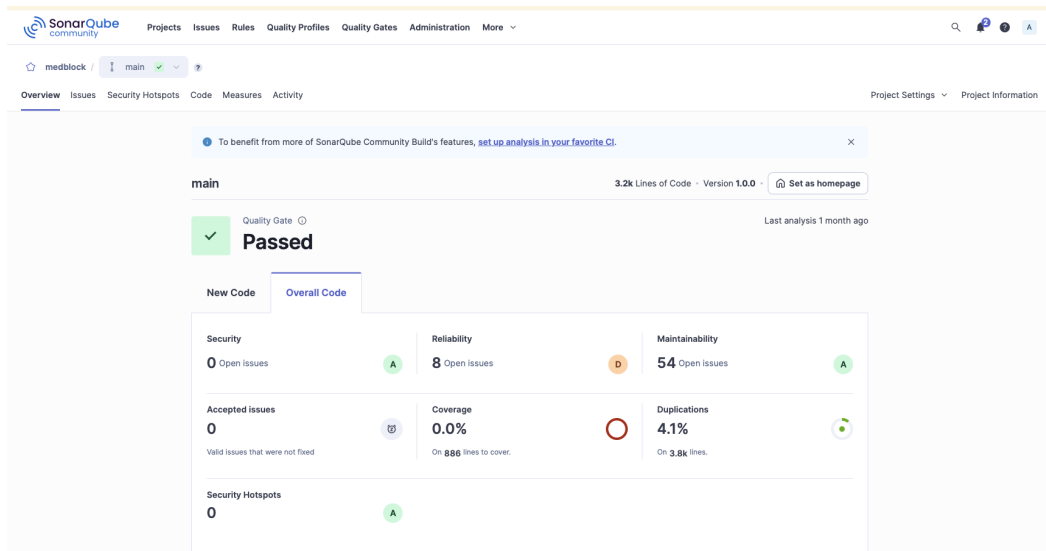 SonarQube community
Projects Issues Rules Quality Profiles Quality Gates Administration More
2
A
medblock / main
Overview Issues Security Hotspots Code Measures Activity
Project Settings Project Information
To benefit from more of SonarQube Community Build's features, set up analysis in your favorite CI.
main
3.2k Lines of Code • Version 1.0.0 • Set as homepage
Quality Gate
Passed
Last analysis 1 month ago
New Code Overall Code
Security Reliability Maintainability
0 Open issues A 8 Open issues D 54 Open issues A
Accepted issues Coverage Duplications
0 0.0% 4.1%
Valid issues that were not fixed On 886 lines to cover. On 3.8k lines.
Security Hotspots
0 A